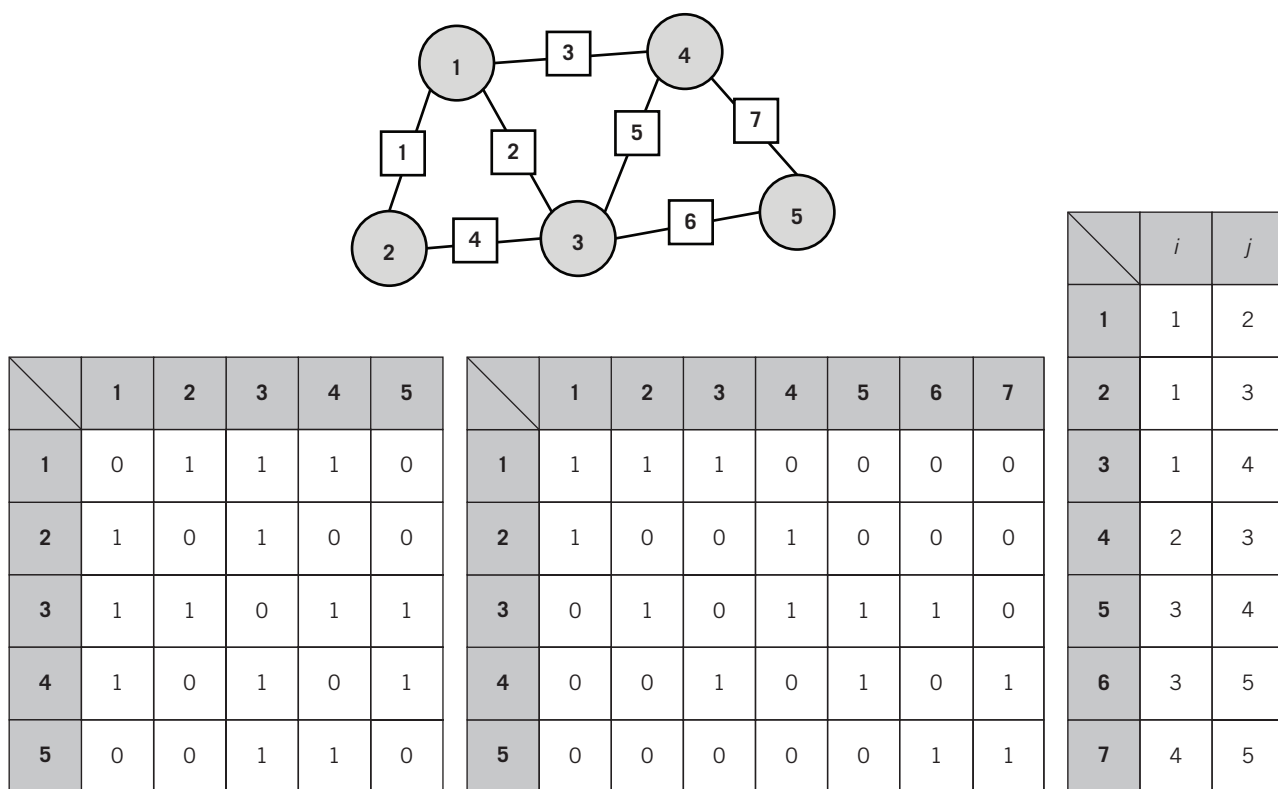 1
3
4
5
7
1
2
2
4
3
6
5
1 2 3 4 5
1 0 1 1 1 0
2 1 0 1 0 0
3 1 1 0 1 1
4 1 0 1 0 1
5 0 0 1 1 0
1 2 3 4 5 6 7
1 1 1 1 0 0 0 0
2 1 0 0 1 0 0 0
3 0 1 0 1 1 1 0
4 0 0 1 0 1 0 1
5 0 0 0 0 0 1 1
i j
1 1 2
2 1 3
3 1 4
4 2 3
5 3 4
6 3 5
7 4 5